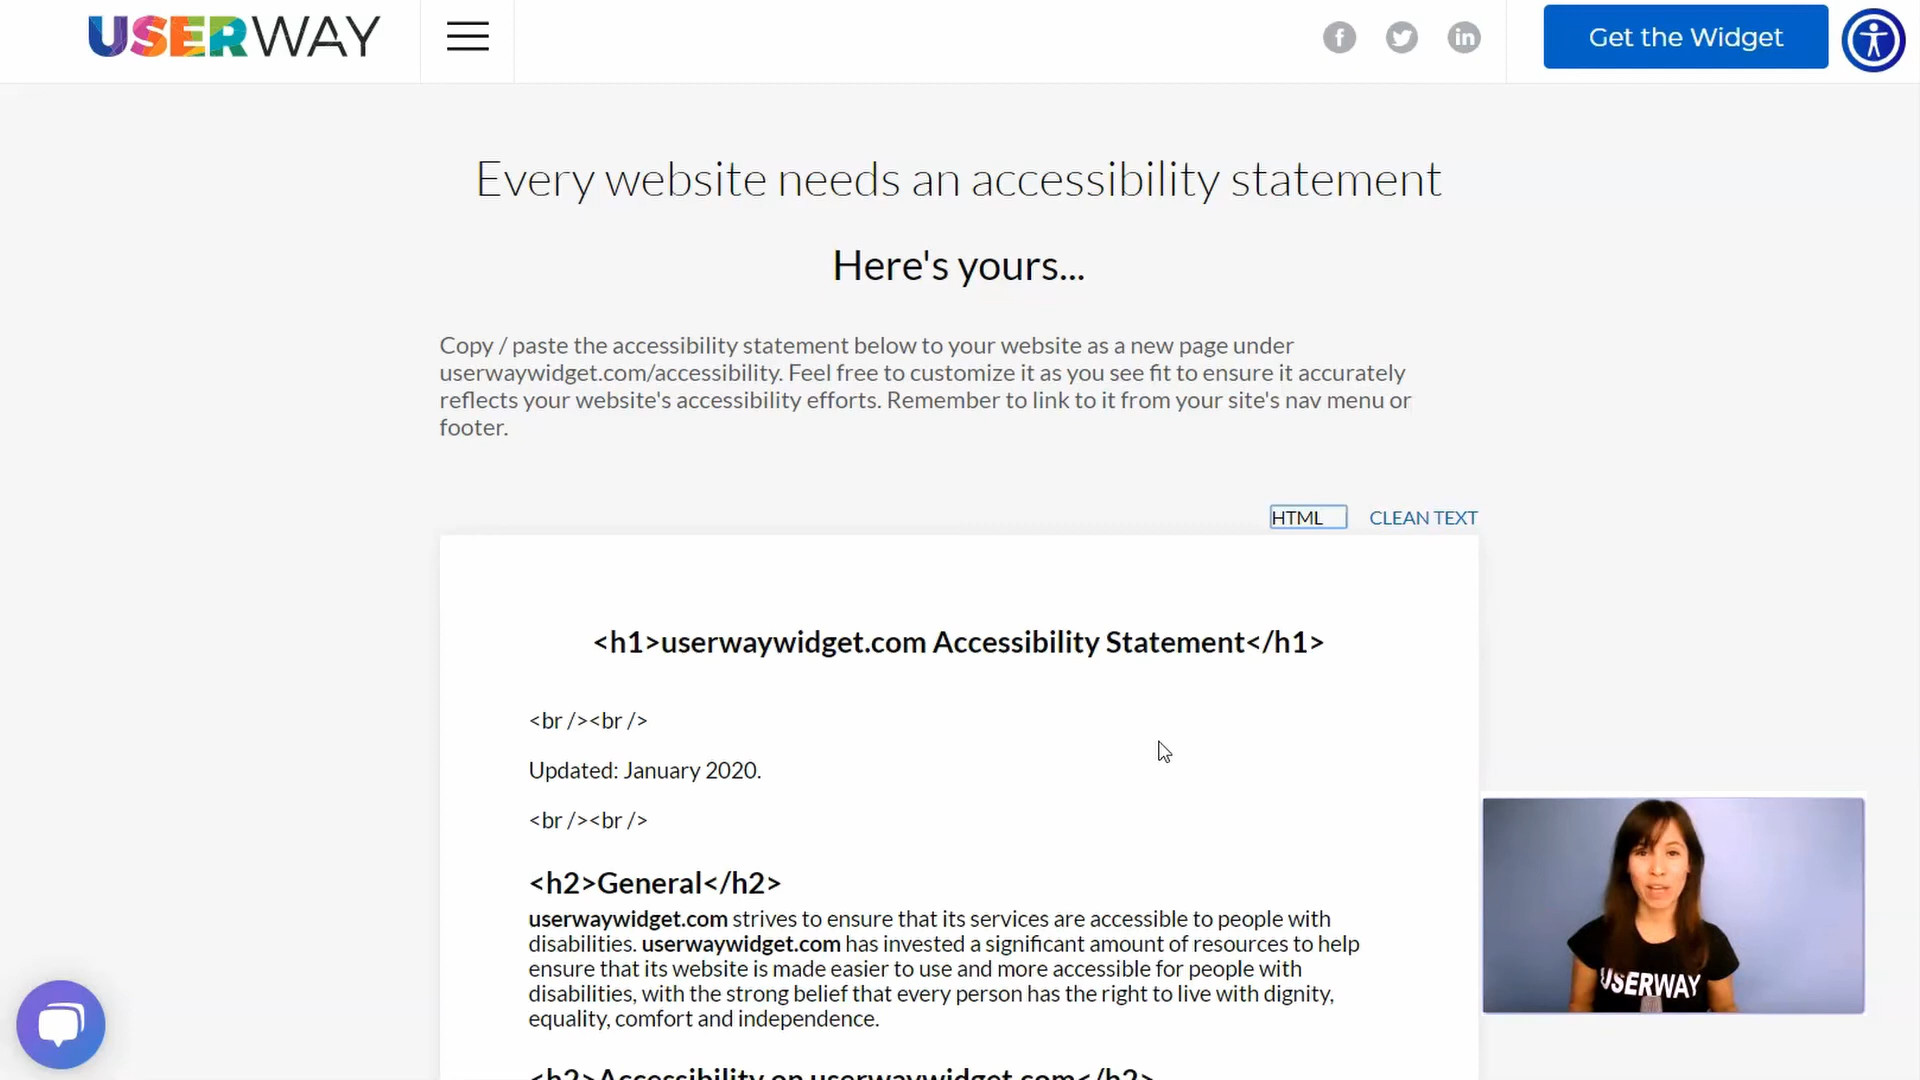 USERWAY
Get the Widget
Every website needs an accessibility statement
Here's yours...
Copy / paste the accessibility statement below to your website as a new page under
userwaywidget.com/accessibility. Feel free to customize it as you see fit to ensure it accurately
reflects your website's accessibility efforts. Remember to link to it from your site's nav menu or
footer.
HTML CLEAN TEXT
<h1>userwaywidget.com Accessibility Statement</h1>
<br /><br />
Updated: January 2020.
<br /><br />
<h2>General</h2>
userwaywidget.com strives to ensure that its services are accessible to people with
disabilities. userwaywidget.com has invested a significant amount of resources to help
ensure that its website is made easier to use and more accessible for people with
disabilities, with the strong belief that every person has the right to live with dignity,
equality, comfort and independence.
<h2>Accessibility on userwaywidget.com</h2>
USERWAY